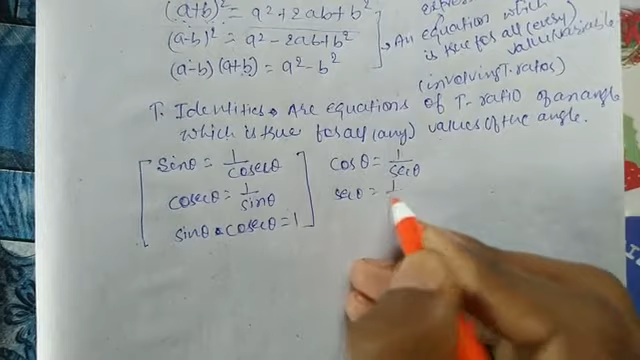 (a+b)² = a² + 2ab + b²
(a-b)² = a² - 2ab + b²
(a-b) (a+b) = a² - b²
An equation which
is true for all (every)
value variable
(involving T. ratios)
T. Identities Are equations of T-ratio of an angle
which is true for all (any) values of the angle.
sinθ = 1/cosecθ
cosecθ = 1/sinθ
sinθ . cosecθ = 1
cosθ = 1/secθ
secθ = 1